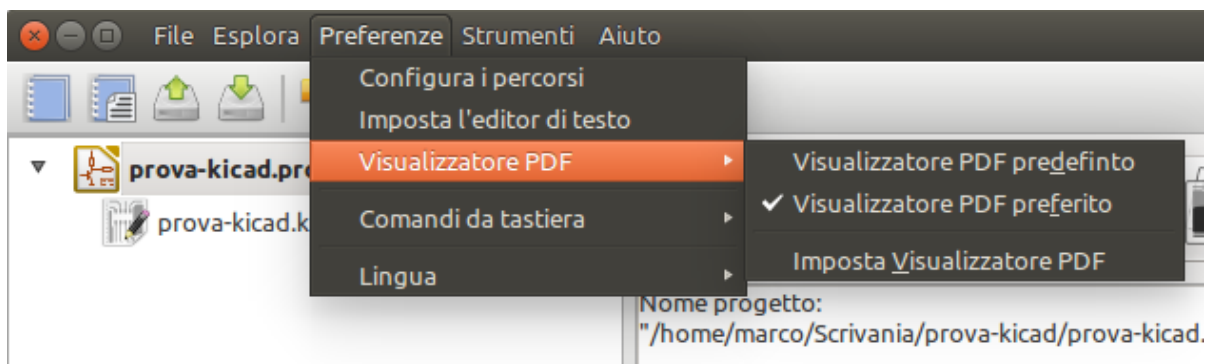 File Esplora Preferenze Strumenti Aiuto
Configura i percorsi
Imposta l'editor di testo
Visualizzatore PDF
Comandi da tastiera
Lingua
Visualizzatore PDF predefinto
Visualizzatore PDF preferito
Imposta Visualizzatore PDF
prova-kicad.pro
prova-kicad.k
Nome progetto:
"/home/marco/Scrivania/prova-kicad/prova-kicad.